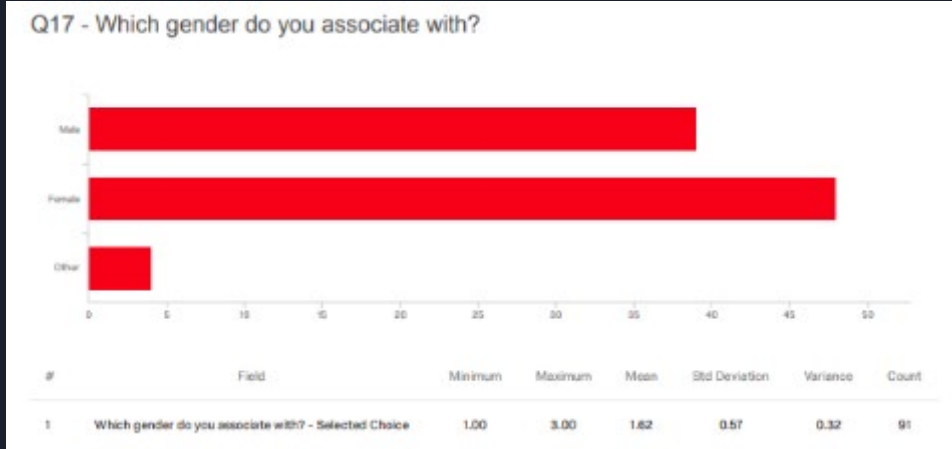 Q17 - Which gender do you associate with?
Male
Female
Other
0 5 10 15 20 25 30 35 40 45 50
# Field Minimum Maximum Mean Std Deviation Variance Count
1 Which gender do you associate with? - Selected Choice 1.00 3.00 1.62 0.57 0.32 91